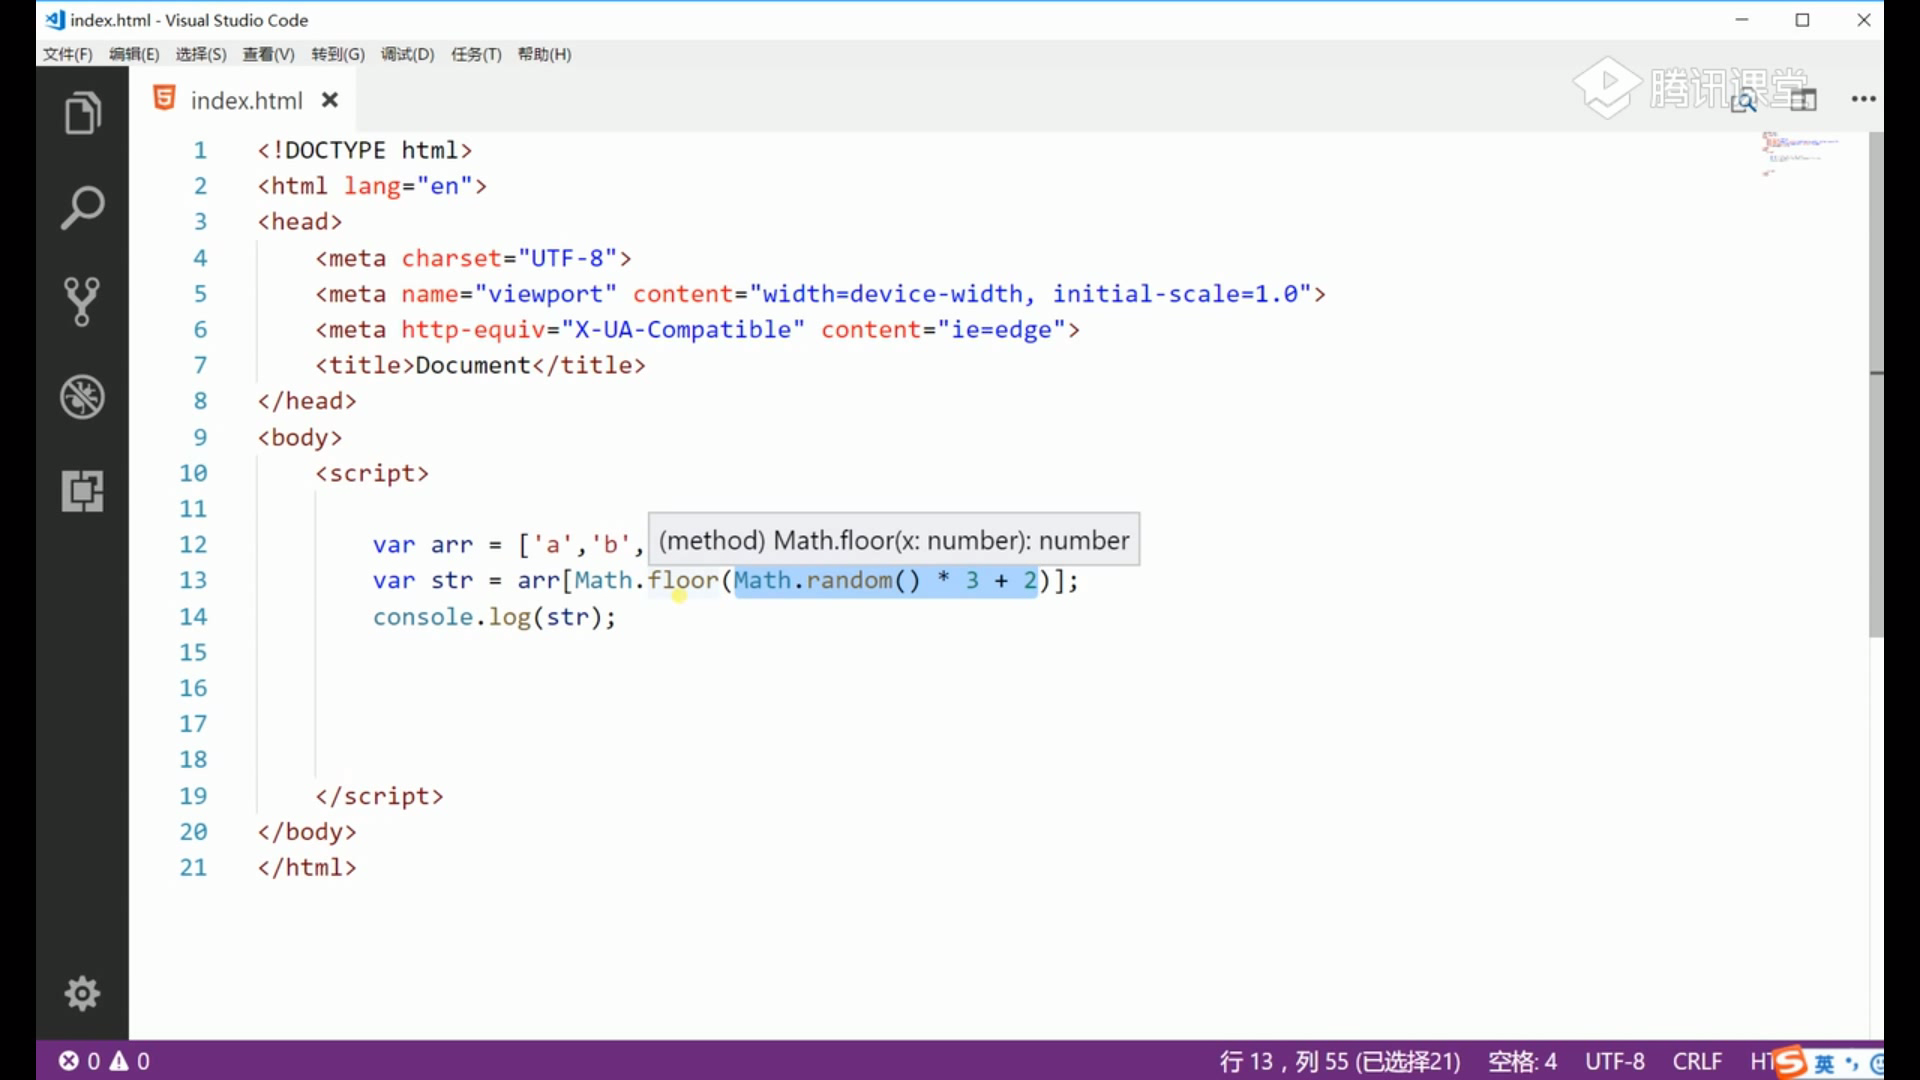 index.html - Visual Studio Code
文件(F) 编辑(E) 选择(S) 查看(V) 转到(G) 调试(D) 任务(T) 帮助(H)
index.html
腾讯课堂
1 <!DOCTYPE html>
2 <html lang="en">
3 <head>
4 <meta charset="UTF-8">
5 <meta name="viewport" content="width=device-width, initial-scale=1.0">
6 <meta http-equiv="X-UA-Compatible" content="ie=edge">
7 <title>Document</title>
8 </head>
9 <body>
10 <script>
11
(method) Math.floor(x: number): number
12 var arr = ['a','b',
13 var str = arr[Math.floor(Math.random() * 3 + 2)];
14 console.log(str);
15
16
17
18
19 </script>
20 </body>
21 </html>
0 0 行 13，列 55 (已选择21) 空格: 4 UTF-8 CRLF HT 英